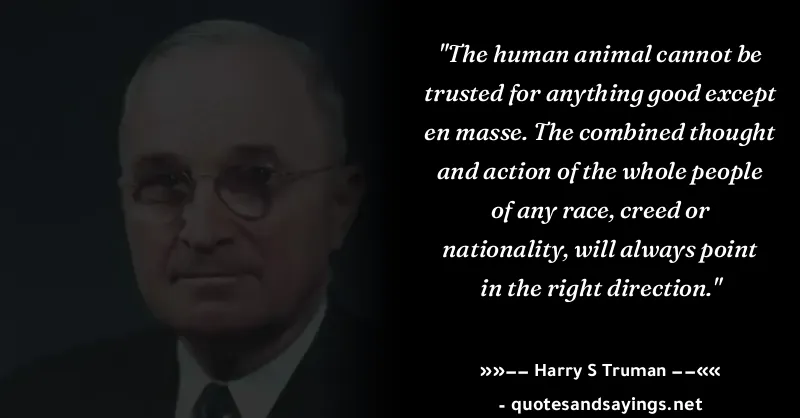 "The human animal cannot be
trusted for anything good except
en masse. The combined thought
and action of the whole people
of any race, creed or
nationality, will always point
in the right direction."
»»−− Harry S Truman −−««
- quotesandsayings.net